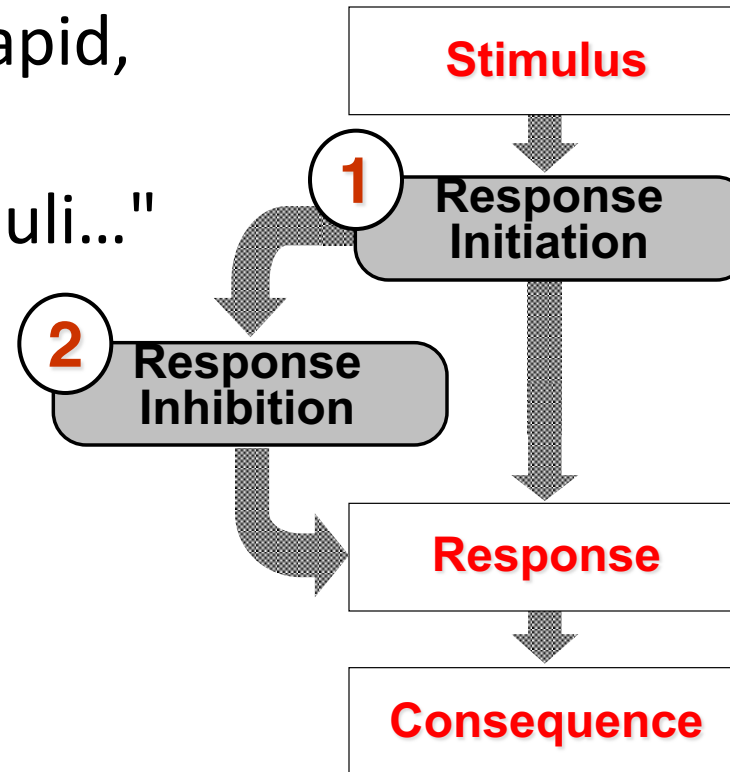 apid,
uli..."
Stimulus
1
Response
Initiation
2
Response
Inhibition
Response
Consequence